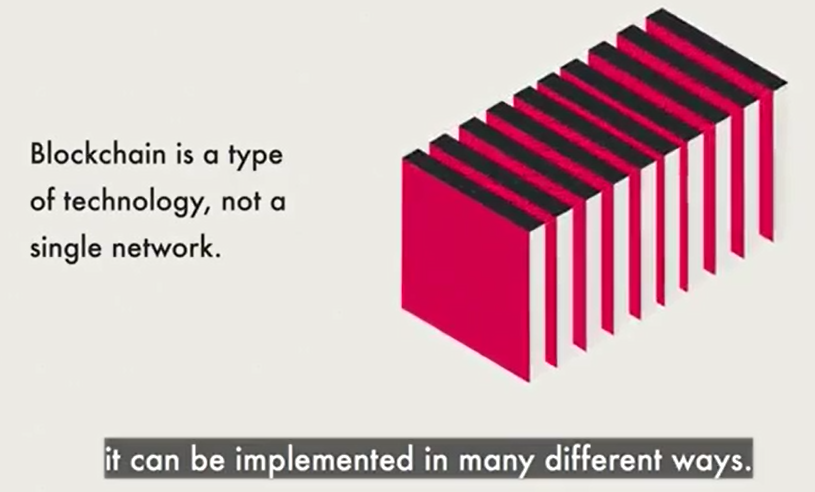 Blockchain is a type
of technology, not a
single network.
it can be implemented in many different ways.